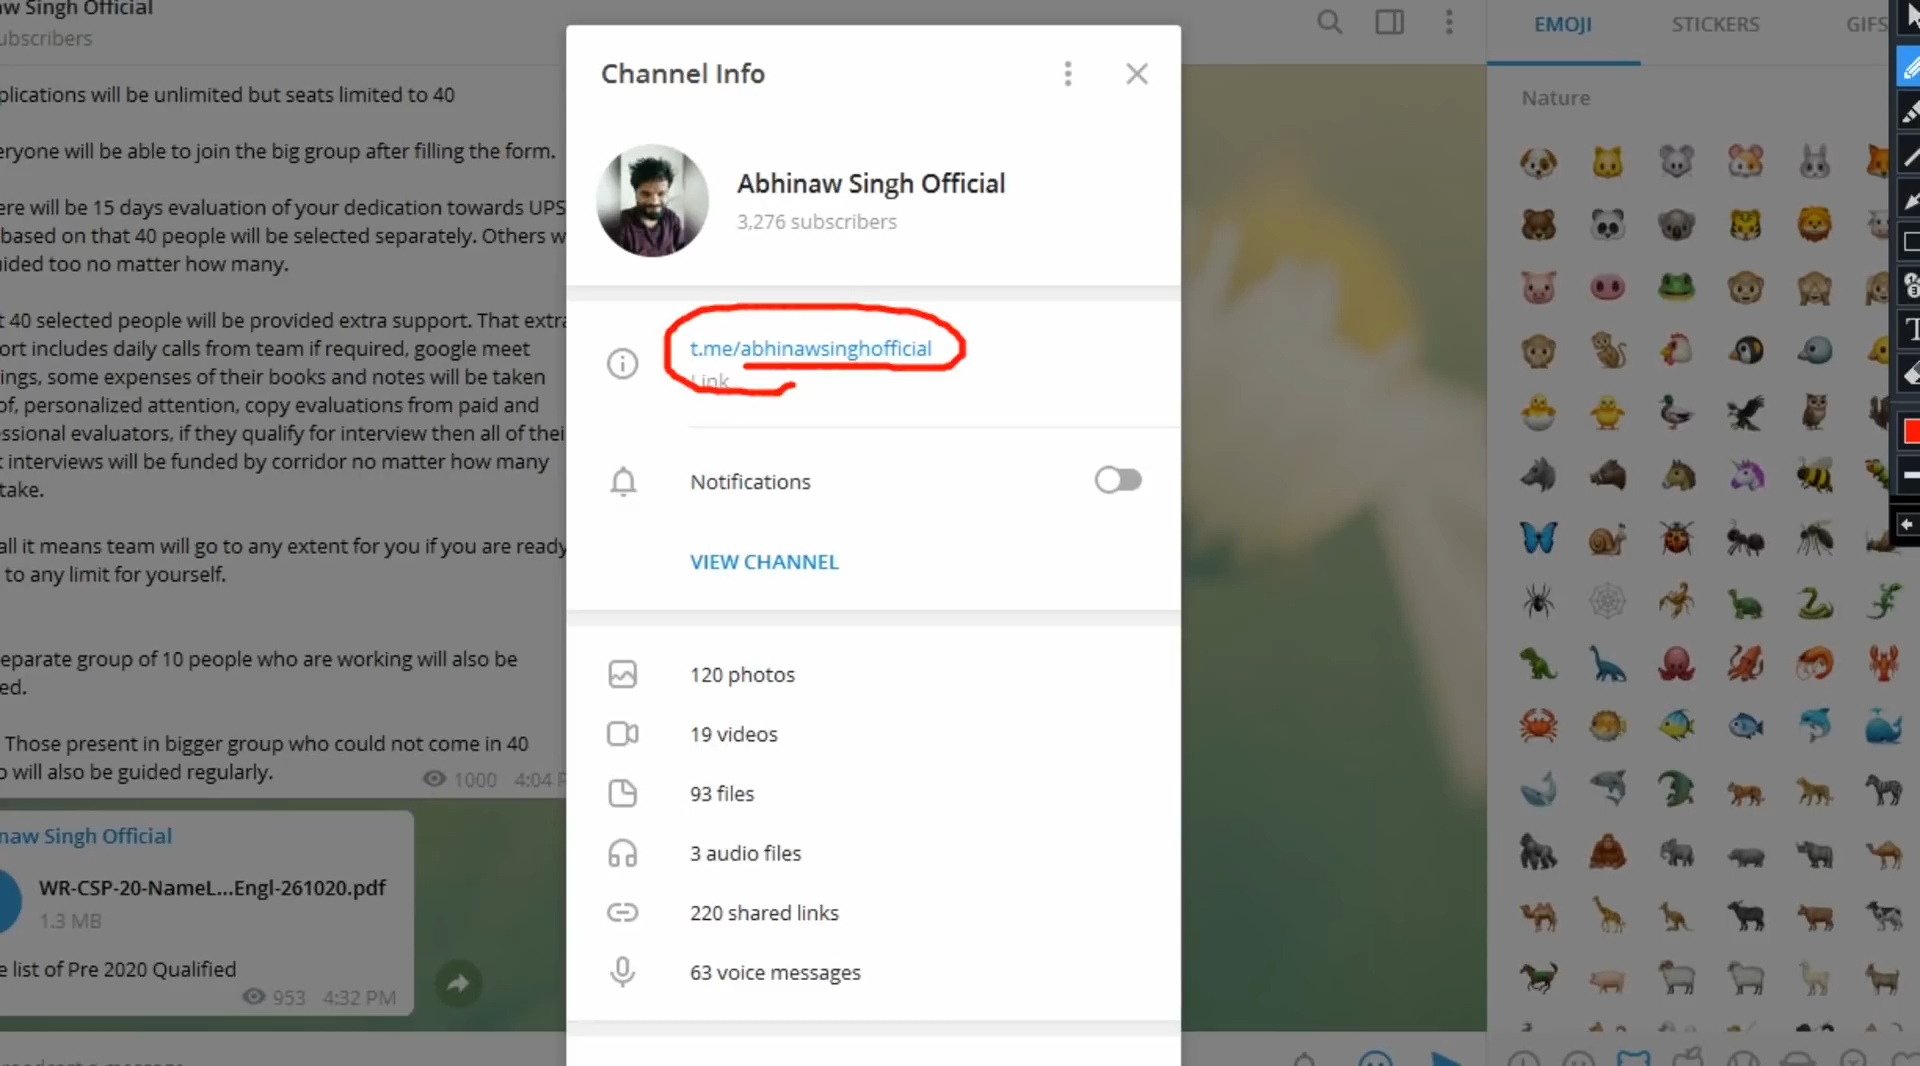 w Singh Official
ubscribers
plications will be unlimited but seats limited to 40
eryone will be able to join the big group after filling the form.
ere will be 15 days evaluation of your dedication towards UPS
based on that 40 people will be selected separately. Others w
uided too no matter how many.
t 40 selected people will be provided extra support. That extra
ort includes daily calls from team if required, google meet
ings, some expenses of their books and notes will be taken
of, personalized attention, copy evaluations from paid and
essional evaluators, if they qualify for interview then all of thei
k interviews will be funded by corridor no matter how many
take.
all it means team will go to any extent for you if you are ready
to any limit for yourself.
eparate group of 10 people who are working will also be
ed.
Those present in bigger group who could not come in 40
o will also be guided regularly.
1000 4:04 P
naw Singh Official
WR-CSP-20-NameL...Engl-261020.pdf
1.3 MB
e list of Pre 2020 Qualified
953 4:32 PM
Channel Info
Abhinaw Singh Official
3,276 subscribers
t.me/abhinawsinghofficial
Link
Notifications
VIEW CHANNEL
120 photos
19 videos
93 files
3 audio files
220 shared links
63 voice messages
EMOJI STICKERS GIFS
Nature